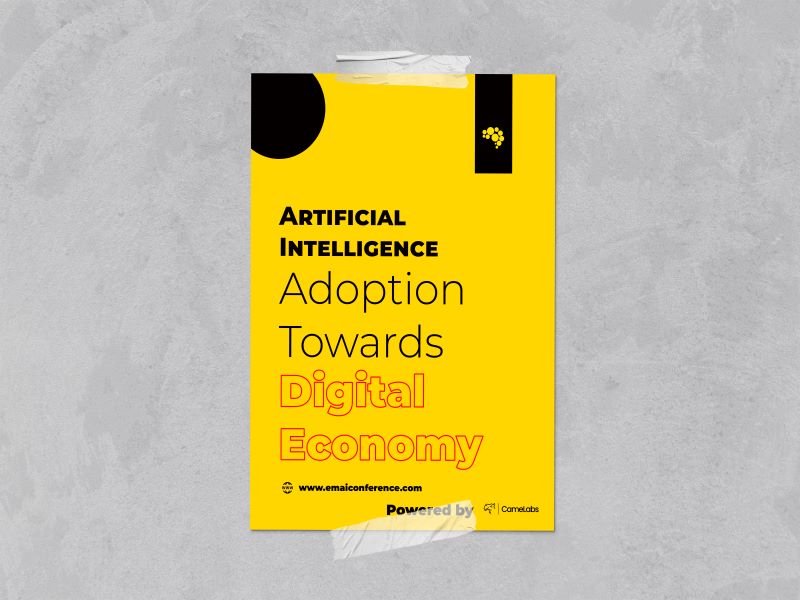 ARTIFICIAL
INTELLIGENCE
Adoption
Towards
Digital
Economy
www.emaiconference.com
Powered by CameLabs